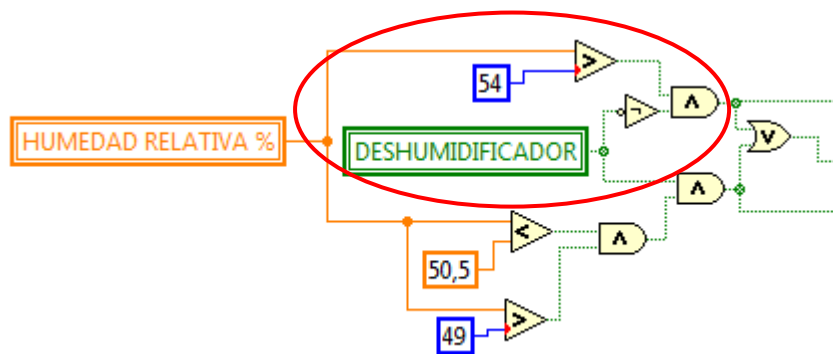 54
HUMEDAD RELATIVA %
DESHUMIDIFICADOR
50,5
49